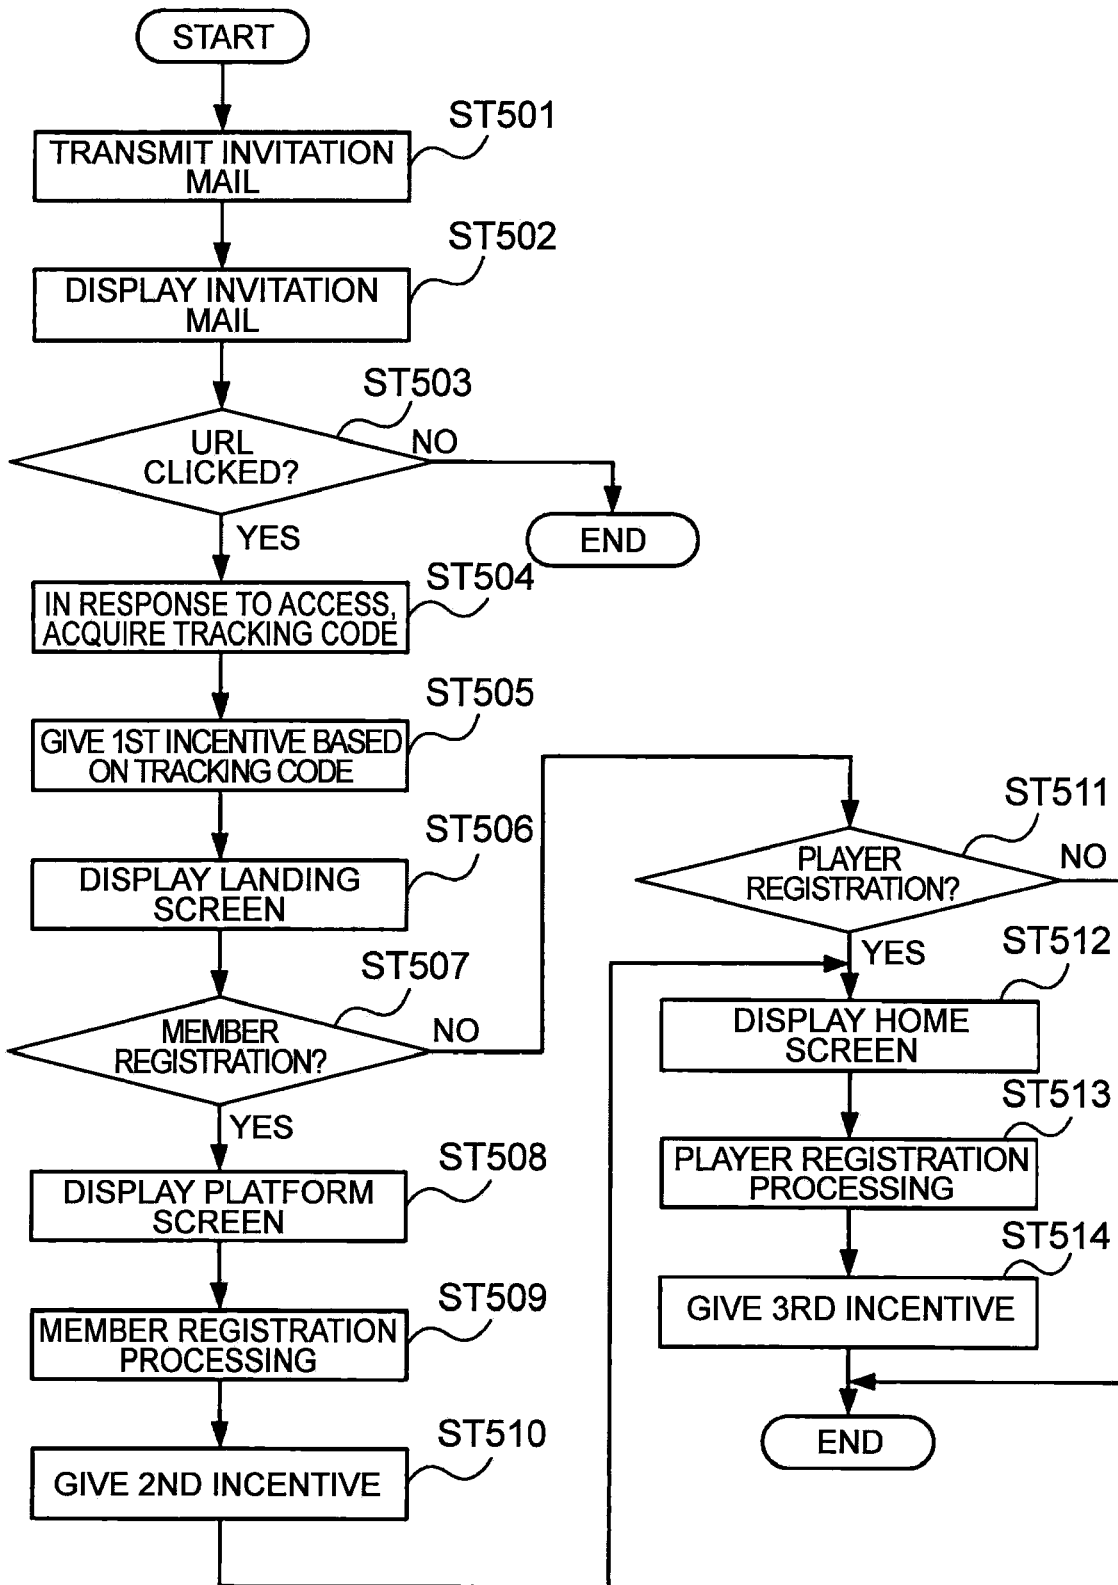 START
ST501
TRANSMIT INVITATION
MAIL
ST502
DISPLAY INVITATION
MAIL
ST503
URL
CLICKED?
NO
END
YES
ST504
IN RESPONSE TO ACCESS,
ACQUIRE TRACKING CODE
ST505
GIVE 1ST INCENTIVE BASED
ON TRACKING CODE
ST506
DISPLAY LANDING
SCREEN
ST507
MEMBER
REGISTRATION?
NO
YES
ST508
DISPLAY PLATFORM
SCREEN
ST509
MEMBER REGISTRATION
PROCESSING
ST510
GIVE 2ND INCENTIVE
ST511
PLAYER
REGISTRATION?
NO
YES
ST512
DISPLAY HOME
SCREEN
ST513
PLAYER REGISTRATION
PROCESSING
ST514
GIVE 3RD INCENTIVE
END